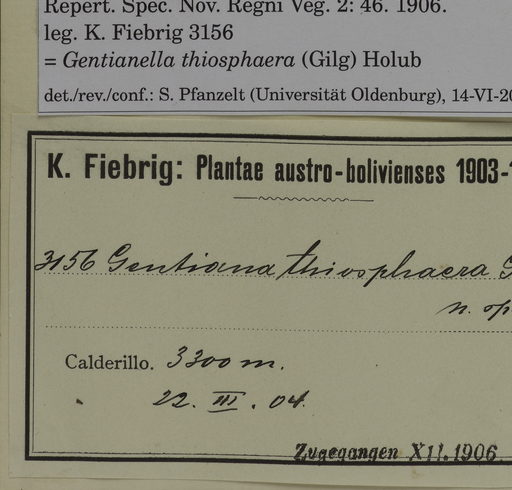 Repert. Spec. Nov. Regni Veg. 2: 46. 1906.
leg. K. Fiebrig 3156
= Gentianella thiosphaera (Gilg) Holub
det./rev./conf.: S. Pfanzelt (Universität Oldenburg), 14-VI-20
K. Fiebrig: Plantae austro-bolivienses 1903-
3156 Gentiana thiosphaera G
n. sp
Calderillo. 3300 m.
22. III. 04.
Zugegangen XII. 1906